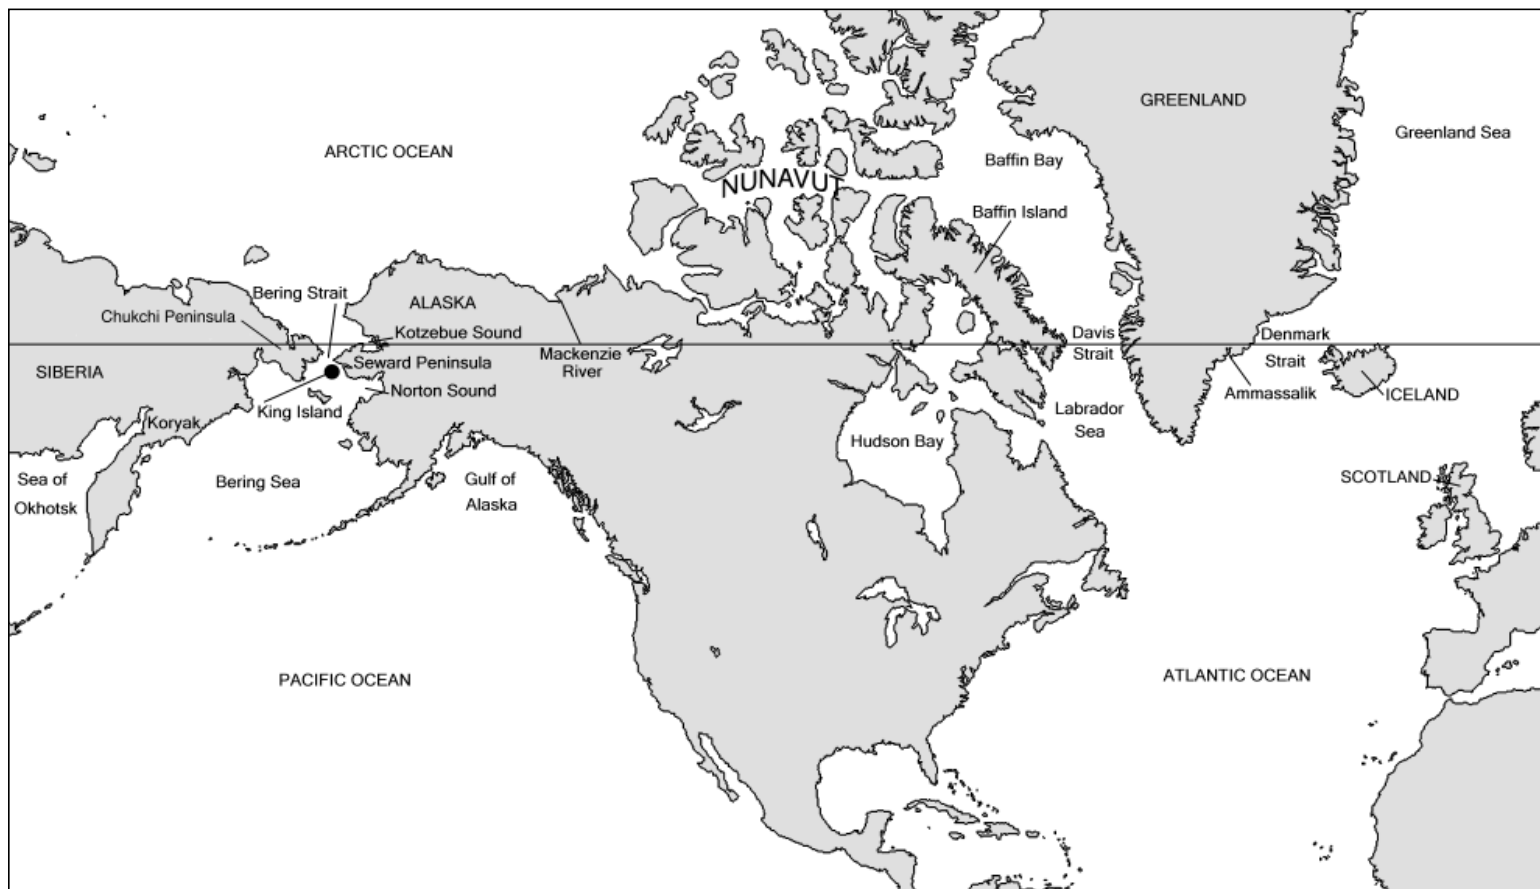 GREENLAND
Greenland Sea
ARCTIC OCEAN
Baffin Bay
NUNAVUT
Baffin Island
Bering Strait
ALASKA
Chukchi Peninsula
Kotzebue Sound
Davis
Strait
Denmark
Strait
Mackenzie
River
Seward Peninsula
SIBERIA
Norton Sound
Ammassalik
ICELAND
King Island
Koryak
Labrador
Sea
Hudson Bay
Sea of
Okhotsk
Bering Sea
Gulf of
Alaska
SCOTLAND
PACIFIC OCEAN
ATLANTIC OCEAN